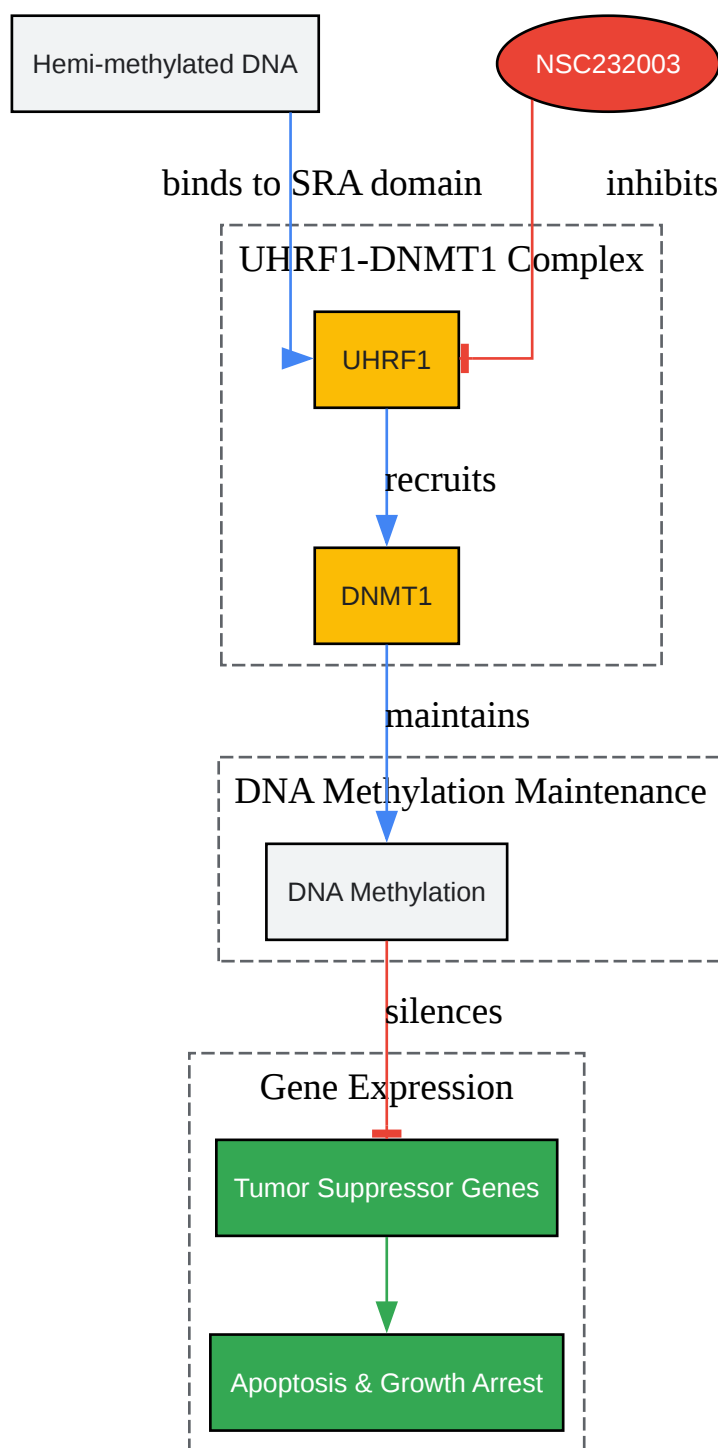 Hemi-methylated DNA
NSC232003
binds to SRA domain
inhibits
UHRF1-DNMT1 Complex
UHRF1
recruits
DNMT1
maintains
DNA Methylation Maintenance
DNA Methylation
silences
Gene Expression
Tumor Suppressor Genes
Apoptosis & Growth Arrest